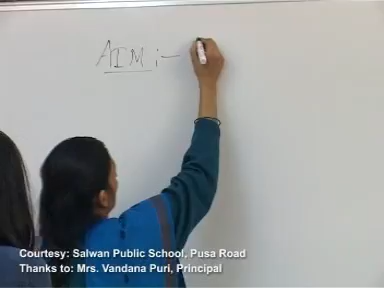 AIM :-
Courtesy: Salwan Public School, Pusa Road
Thanks to: Mrs. Vandana Puri, Principal